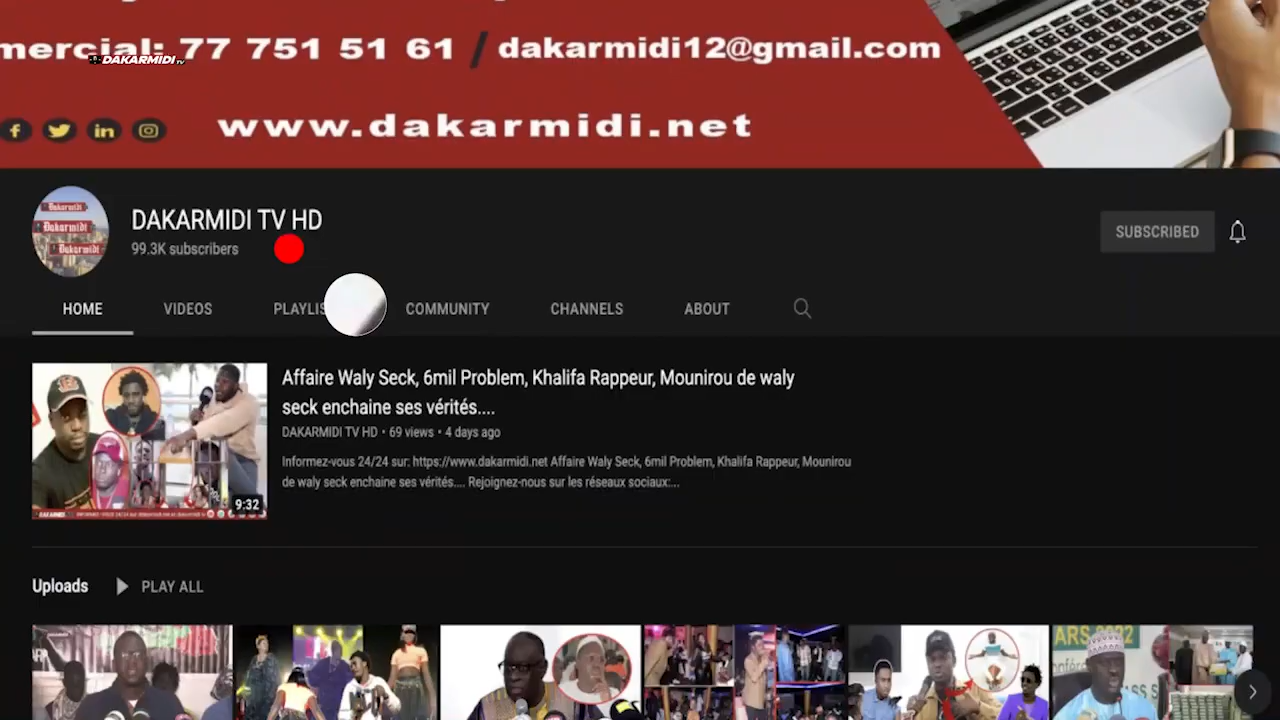 mercial: 77 751 51 61 / dakarmidi12@gmail.com
DAKARMIDI TV
www.dakarmidi.net
DAKARMIDI TV HD
99.3K subscribers
SUBSCRIBED
HOME VIDEOS PLAYLIS COMMUNITY CHANNELS ABOUT
Affaire Waly Seck, 6mil Problem, Khalifa Rappeur, Mounirou de waly
seck enchaine ses vérités....
DAKARMIDI TV HD • 69 views • 4 days ago
Informez-vous 24/24 sur: https://www.dakarmidi.net Affaire Waly Seck, 6mil Problem, Khalifa Rappeur, Mounirou
de waly seck enchaine ses vérités.... Rejoignez-nous sur les réseaux sociaux:...
9:32
Uploads PLAY ALL
Dakarmidi
Dakarmidi
Dakarmidi